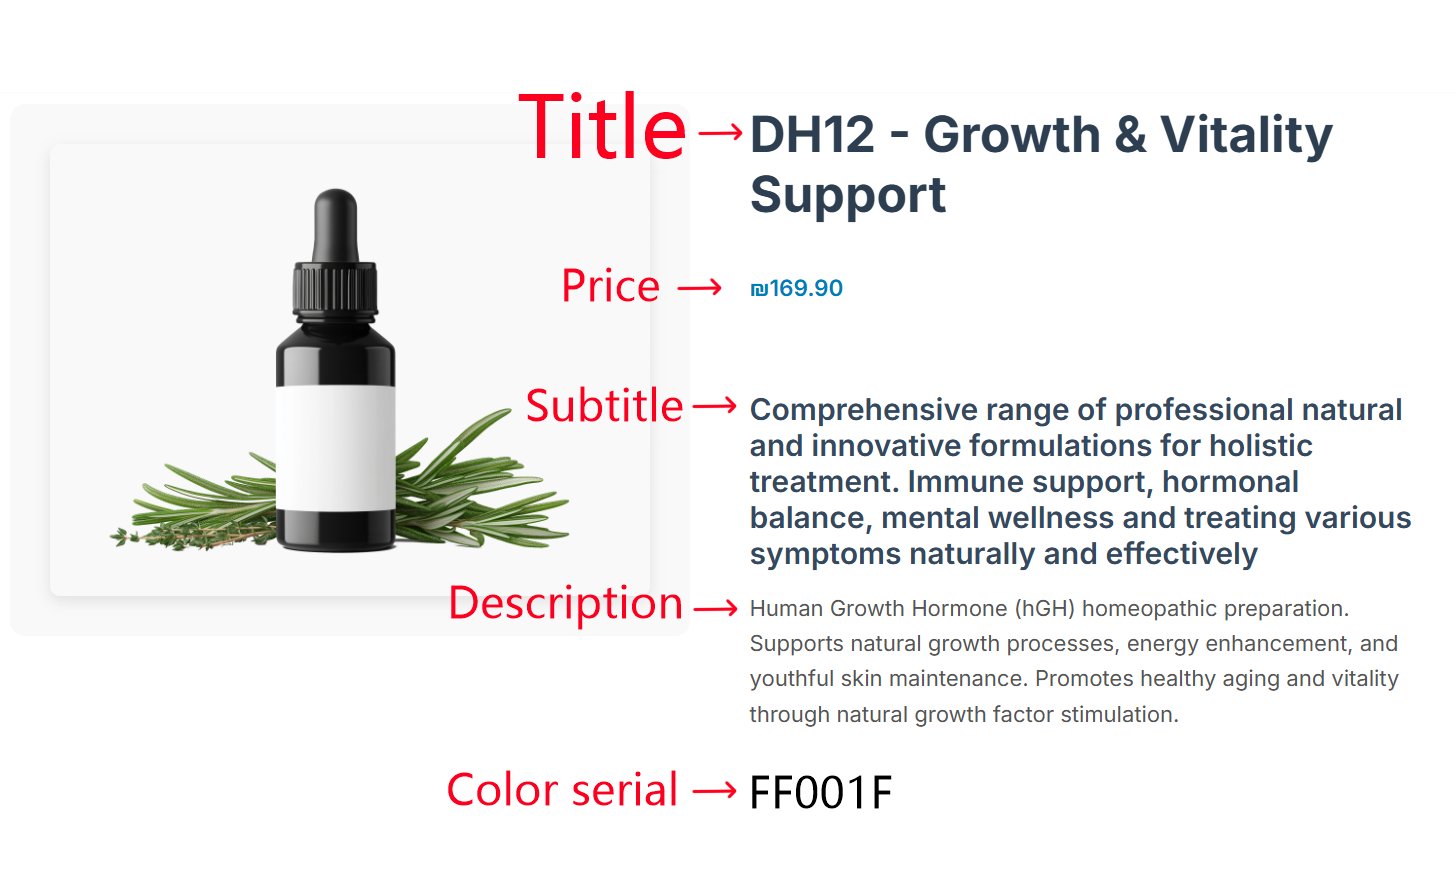 Title → DH12 - Growth & Vitality
Support
Price → ₪169.90
Subtitle → Comprehensive range of professional natural
and innovative formulations for holistic
treatment. Immune support, hormonal
balance, mental wellness and treating various
symptoms naturally and effectively
Description → Human Growth Hormone (hGH) homeopathic preparation.
Supports natural growth processes, energy enhancement, and
youthful skin maintenance. Promotes healthy aging and vitality
through natural growth factor stimulation.
Color serial → FF001F